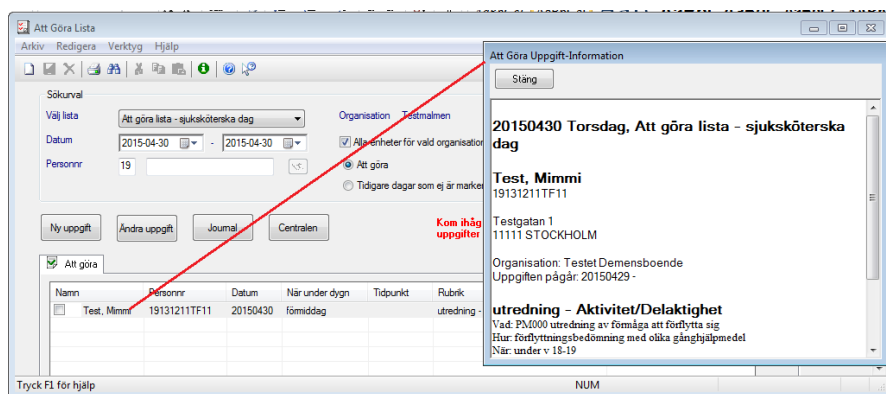 Att Göra Lista
Arkiv Redigera Verktyg Hjälp
Sökurval
Välj lista
Att göra lista - sjuksköterska dag
Organisation Testmalmen
Datum
2015-04-30 - 2015-04-30
Alla enheter för vald organisation
Personnr
19
Att göra
Tidigare dagar som ej är marker
Ny uppgift
Ändra uppgift
Journal
Centralen
Kom ihåg
uppgifter
Att göra
Namn Personnr Datum När under dygn Tidpunkt Rubrik
Test, Mimmi 19131211TF11 20150430 förmiddag utredning -
Tryck F1 för hjälp
NUM
Att Göra Uppgift-Information
Stäng
20150430 Torsdag, Att göra lista - sjuksköterska
dag
Test, Mimmi
19131211TF11
Testgatan 1
11111 STOCKHOLM
Organisation: Testet Demensboende
Uppgiften pågår: 20150429 -
utredning - Aktivitet/Delaktighet
Vad: PM000 utredning av förmåga att förflytta sig
Hur: förflyttningsbedömning med olika gånghjälpmedel
När: under v 18-19